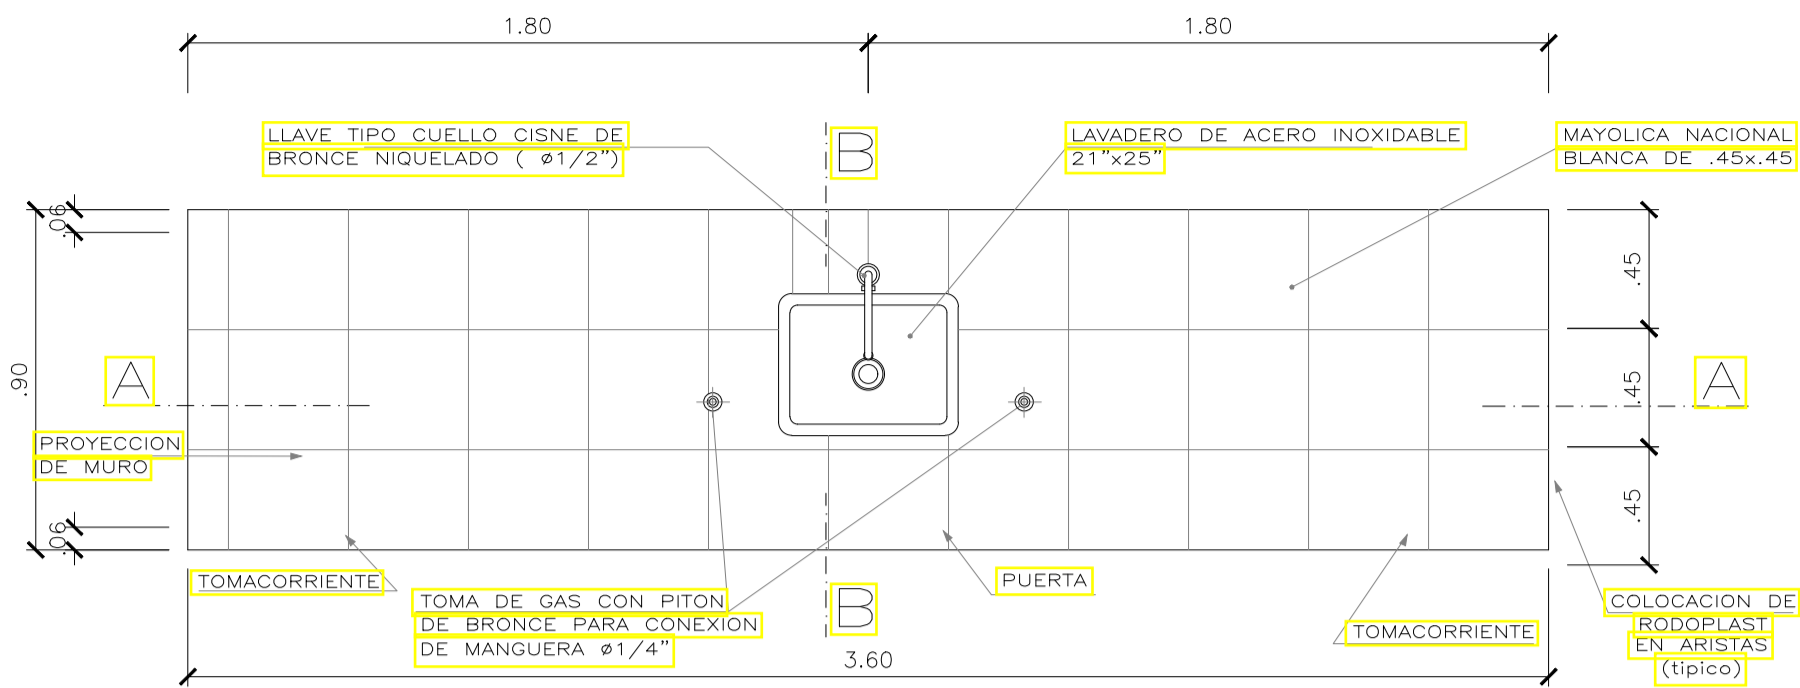 1.80
1.80
LLAVE TIPO CUELLO CISNE DE
BRONCE NIQUELADO ( ø1/2")
B
LAVADERO DE ACERO INOXIDABLE
21"x25"
MAYOLICA NACIONAL
BLANCA DE .45x.45
.06
.45
.90
A
.45
A
PROYECCION
DE MURO
.45
.06
TOMACORRIENTE
TOMA DE GAS CON PITON
DE BRONCE PARA CONEXION
DE MANGUERA ø1/4"
B
PUERTA
TOMACORRIENTE
COLOCACION DE
RODOPLAST
EN ARISTAS
(tipico)
3.60